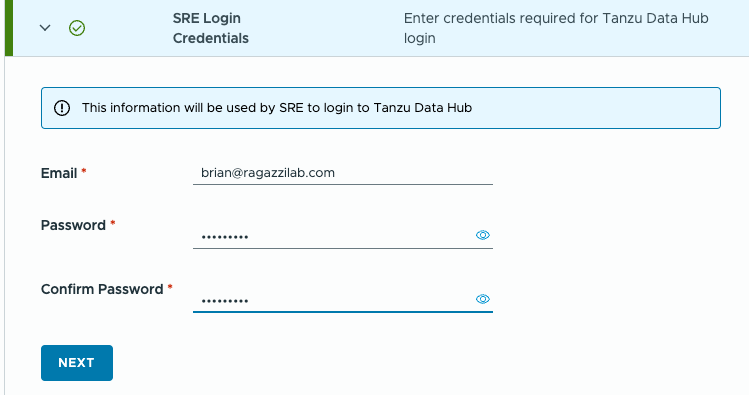 SRE Login Credentials
Enter credentials required for Tanzu Data Hub login
This information will be used by SRE to login to Tanzu Data Hub
Email *
brian@ragazzilab.com
Password *
•••••••••
Confirm Password *
•••••••••
NEXT